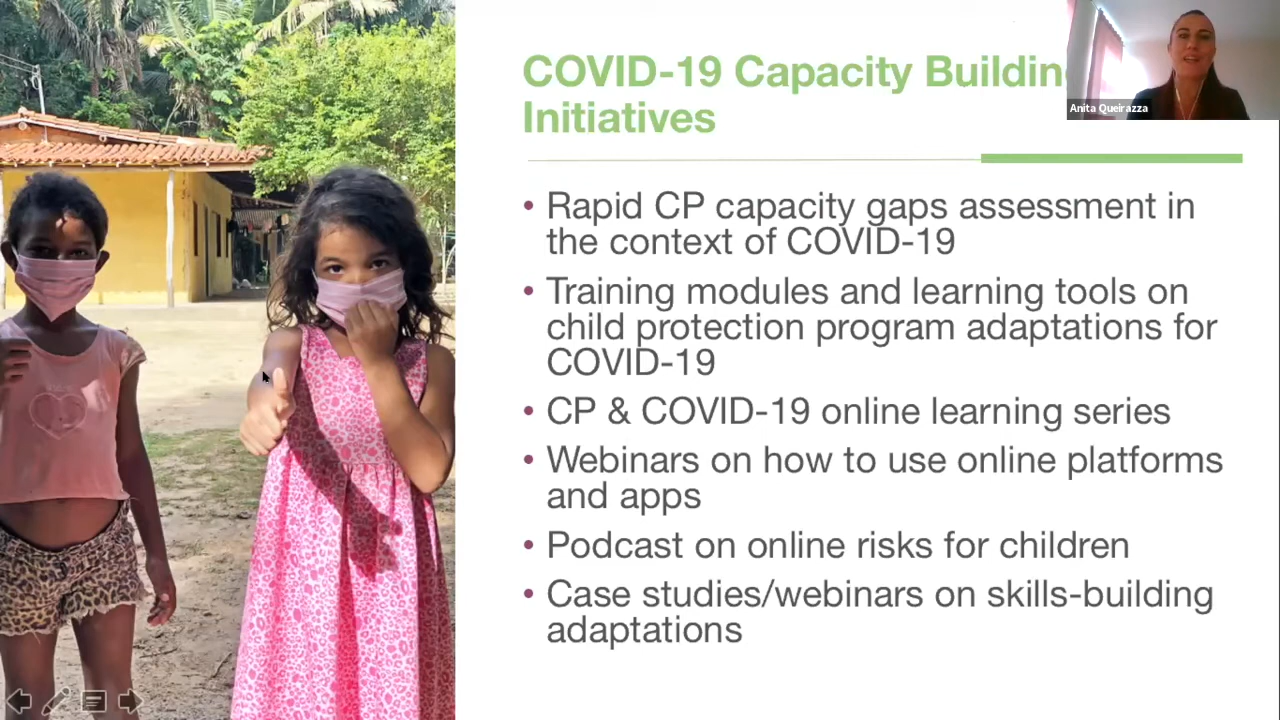 COVID-19 Capacity Building
Initiatives
Anita Queirazza
• Rapid CP capacity gaps assessment in
the context of COVID-19
• Training modules and learning tools on
child protection program adaptations for
COVID-19
• CP & COVID-19 online learning series
• Webinars on how to use online platforms
and apps
• Podcast on online risks for children
• Case studies/webinars on skills-building
adaptations